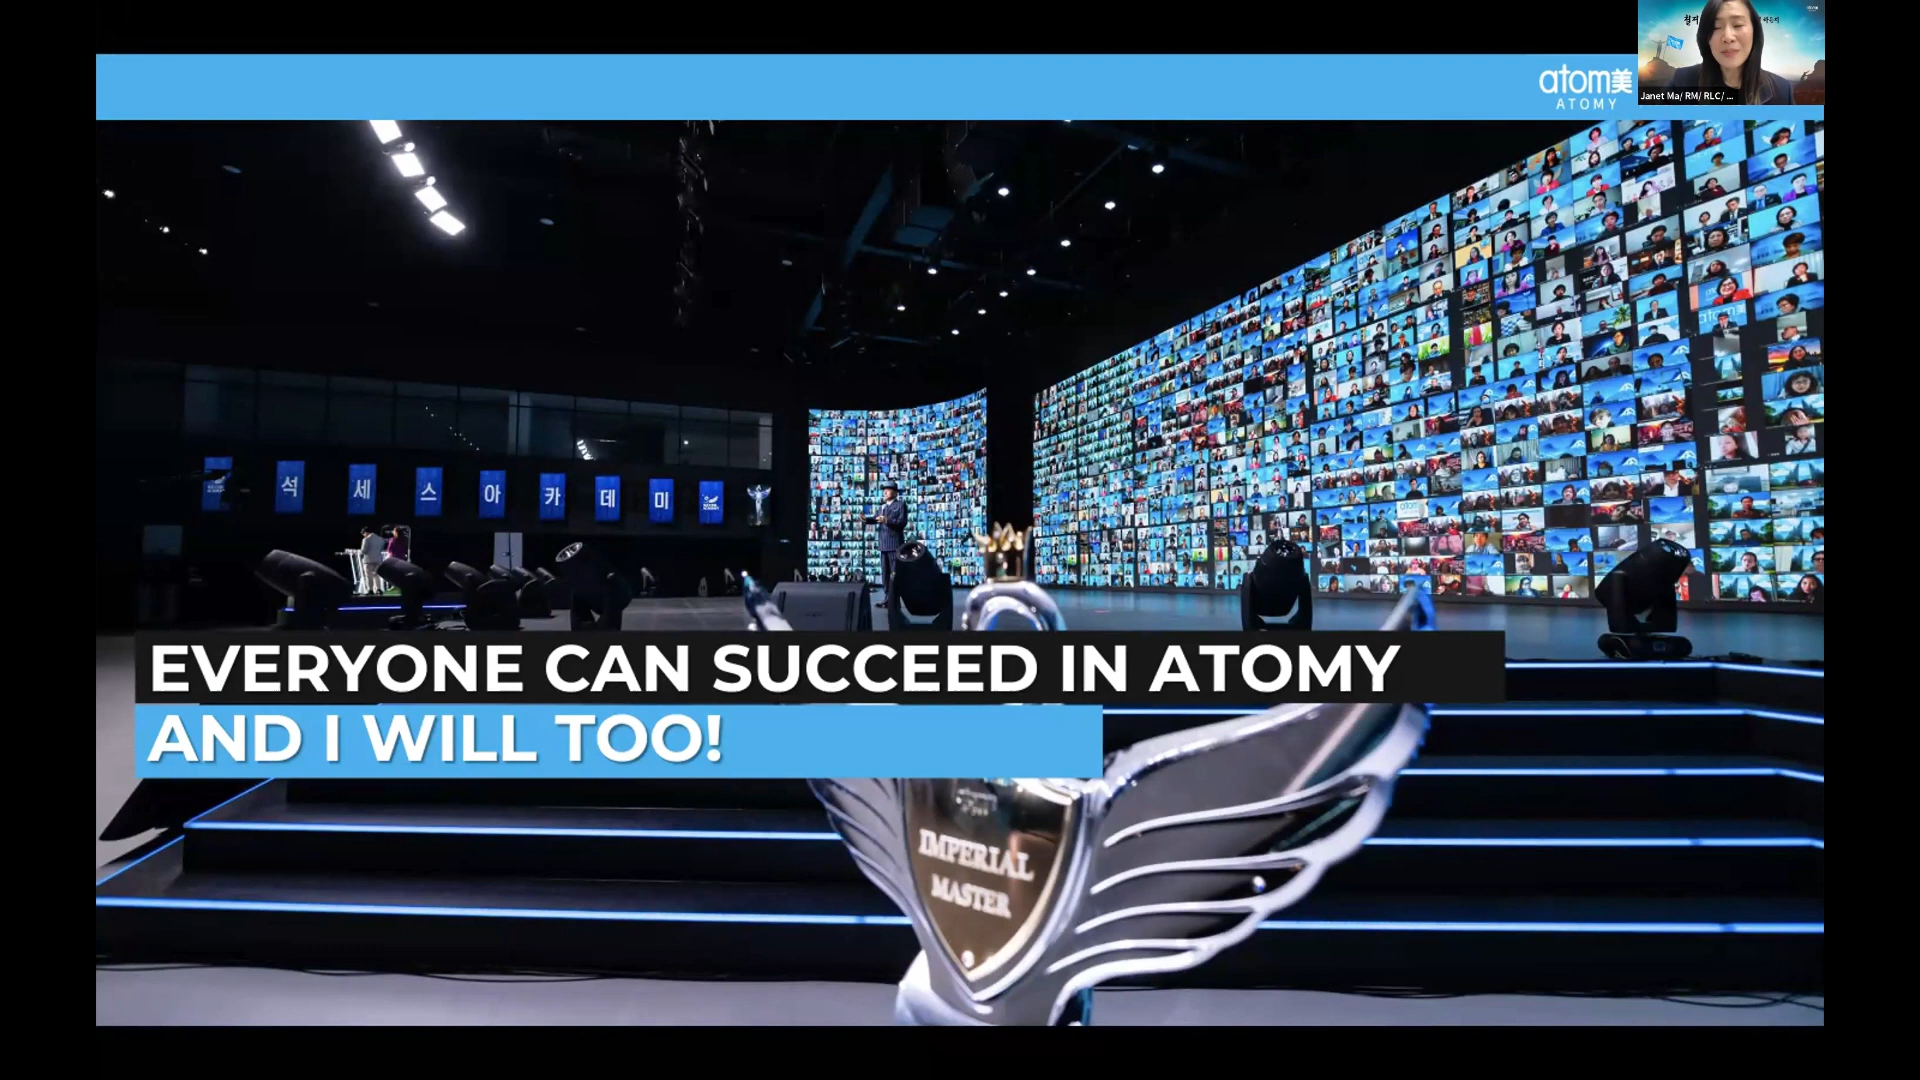 atom美
ATOMY
Janet Ma/ RM/ RLC/ ...
석 세 스 아 카 데 미
EVERYONE CAN SUCCEED IN ATOMY
AND I WILL TOO!
IMPERIAL
MASTER